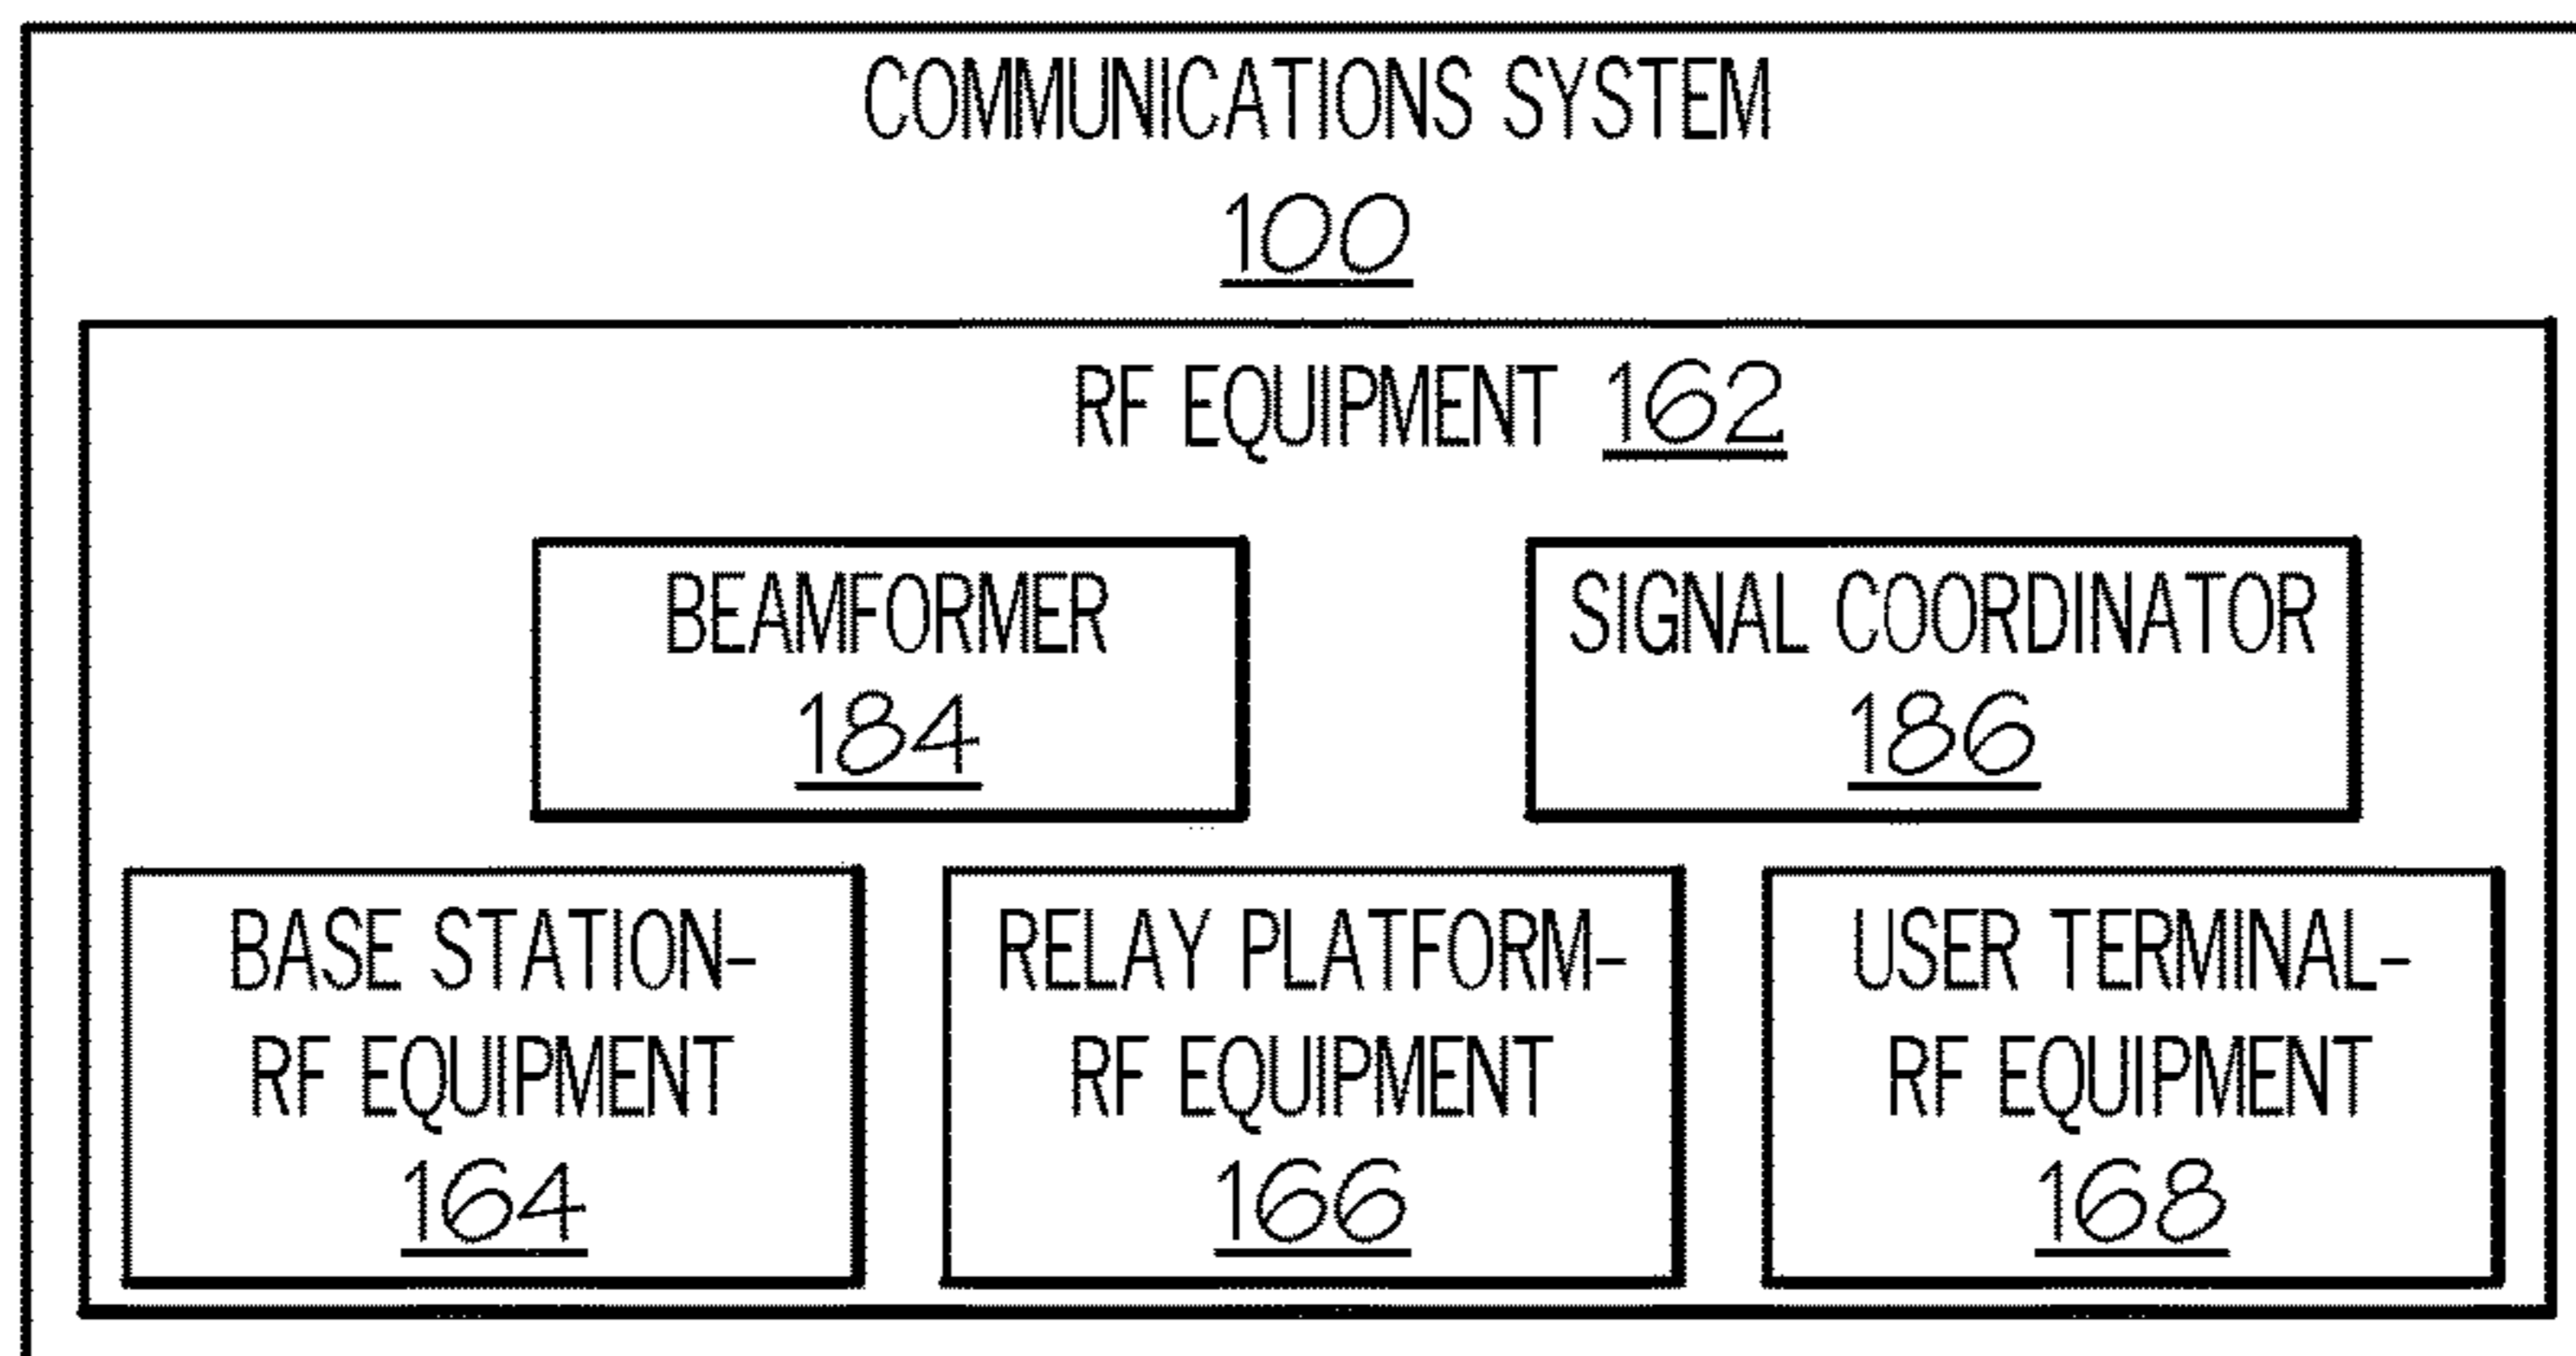 COMMUNICATIONS SYSTEM
100
RF EQUIPMENT 162
BEAMFORMER
184
SIGNAL COORDINATOR
186
BASE STATION-
RF EQUIPMENT
164
RELAY PLATFORM-
RF EQUIPMENT
166
USER TERMINAL-
RF EQUIPMENT
168